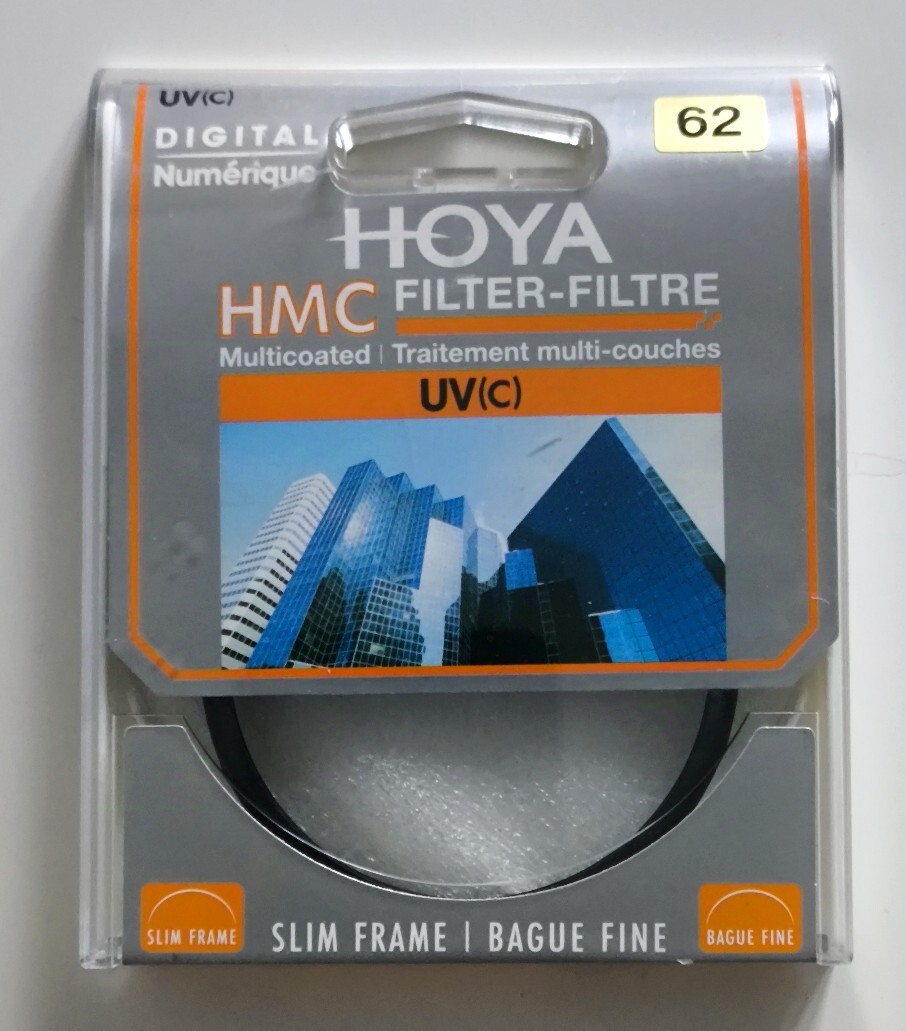 UV(C)
62
DIGITAL
Numérique
HOYA
HMC FILTER-FILTRE
Multicoated | Traitement multi-couches
UV(C)
SLIM FRAME
SLIM FRAME | BAGUE FINE
BAGUE FINE